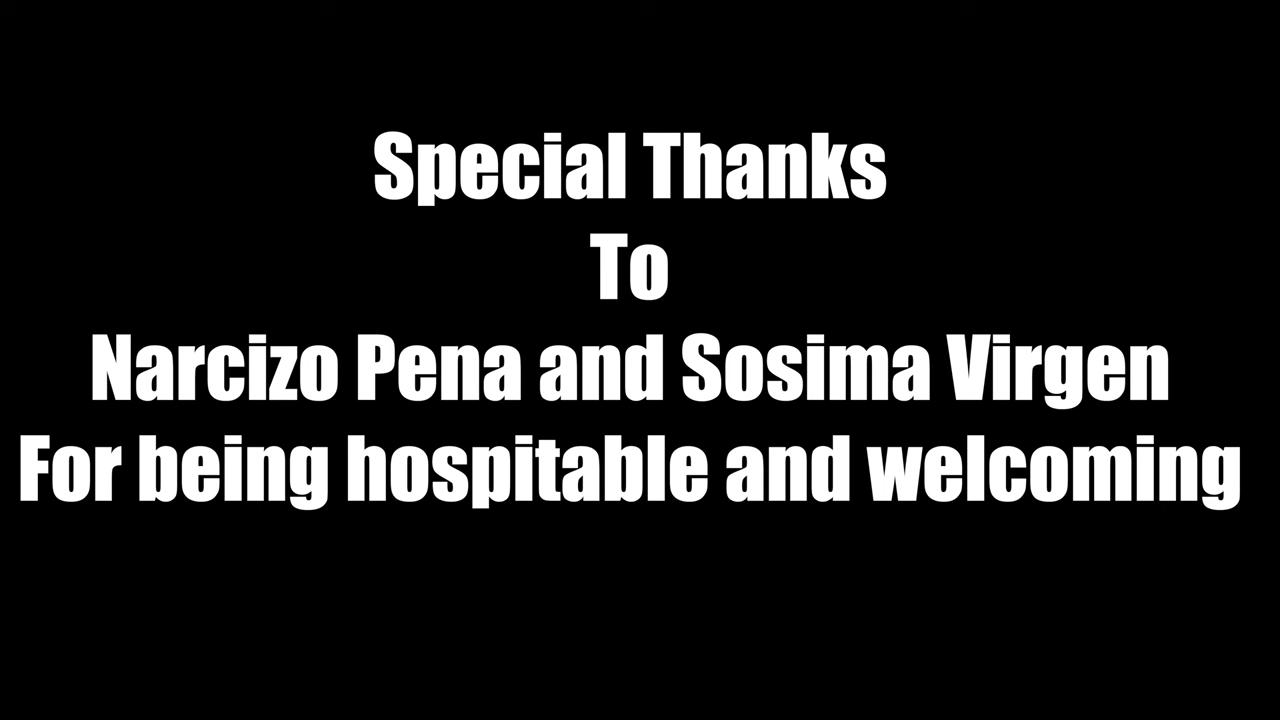 Special Thanks
To
Narcizo Pena and Sosima Virgen
For being hospitable and welcoming